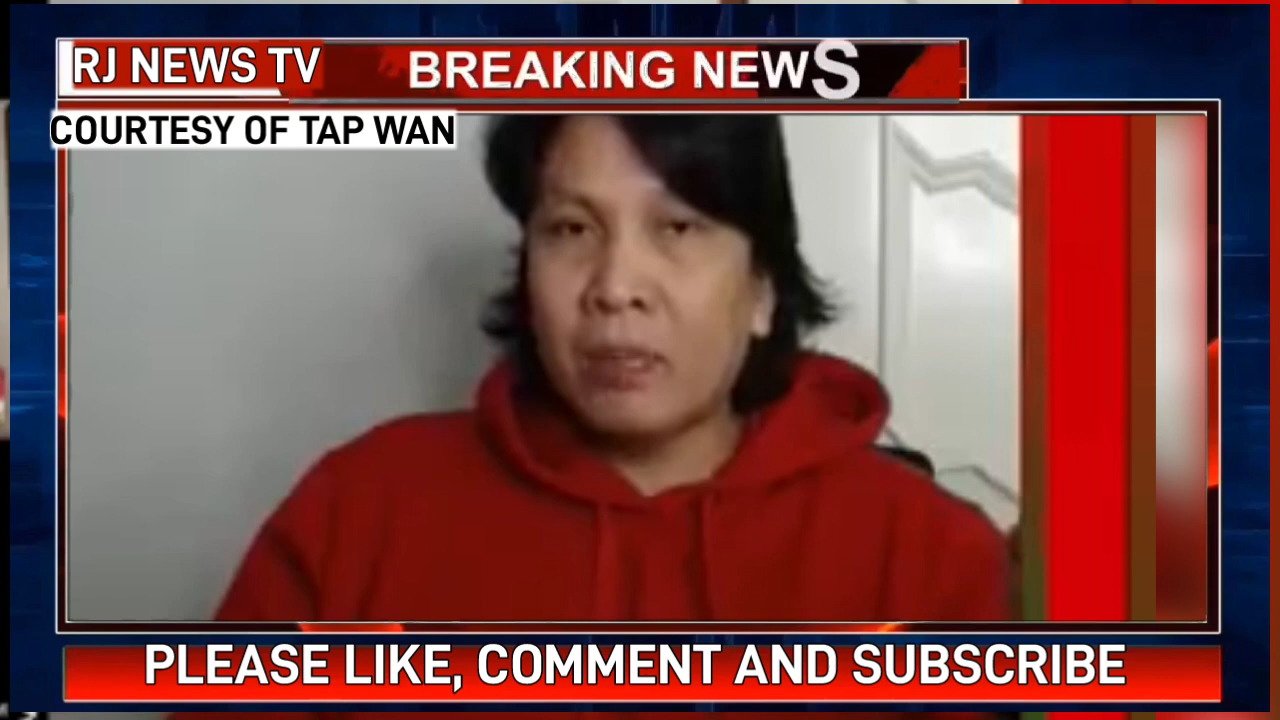 RJ NEWS TV
BREAKING NEWS
COURTESY OF TAP WAN
PLEASE LIKE, COMMENT AND SUBSCRIBE